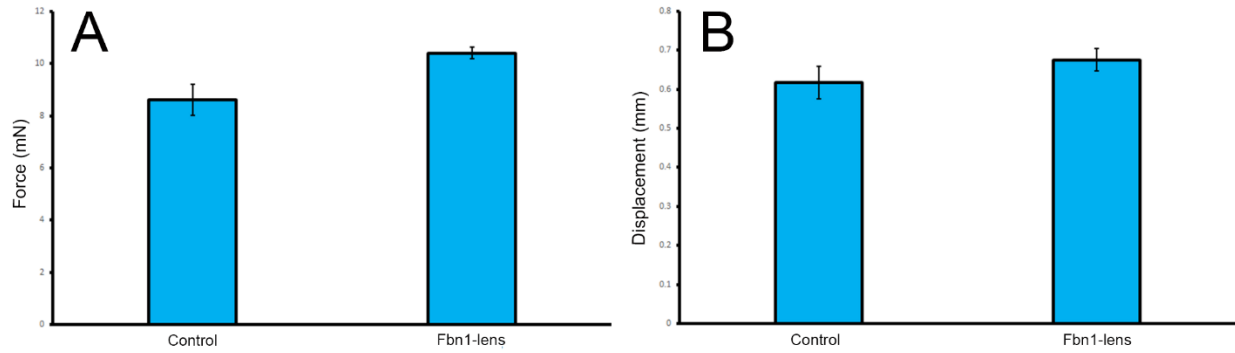 A
Force (mN)
12
10
8
6
4
2
0
Control
Fbn1-lens
B
Displacement (mm)
0.8
0.7
0.6
0.5
0.4
0.3
0.2
0.1
0
Control
Fbn1-lens